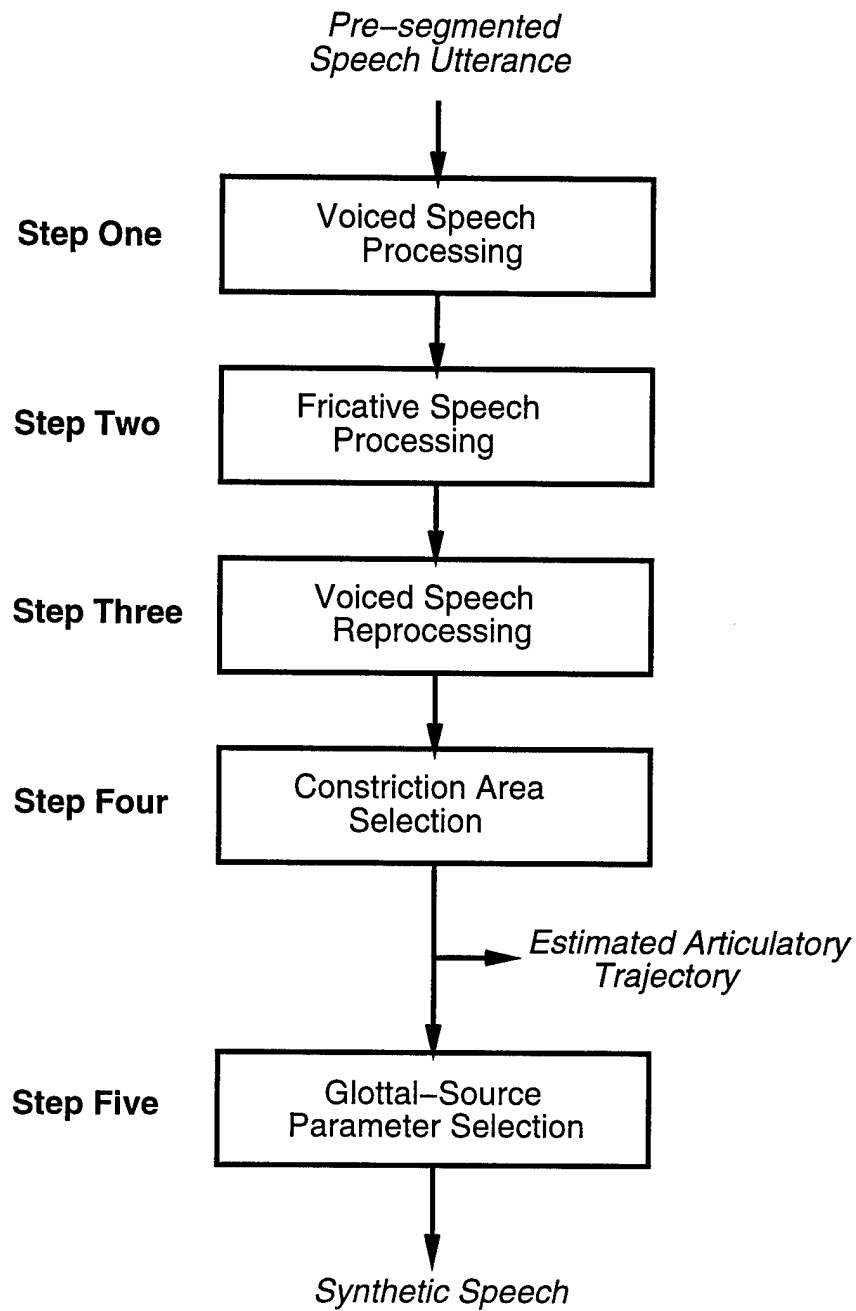 Pre-segmented
Speech Utterance
Step One
Voiced Speech
Processing
Step Two
Fricative Speech
Processing
Step Three
Voiced Speech
Reprocessing
Step Four
Constriction Area
Selection
Estimated Articulatory
Trajectory
Step Five
Glottal-Source
Parameter Selection
Synthetic Speech